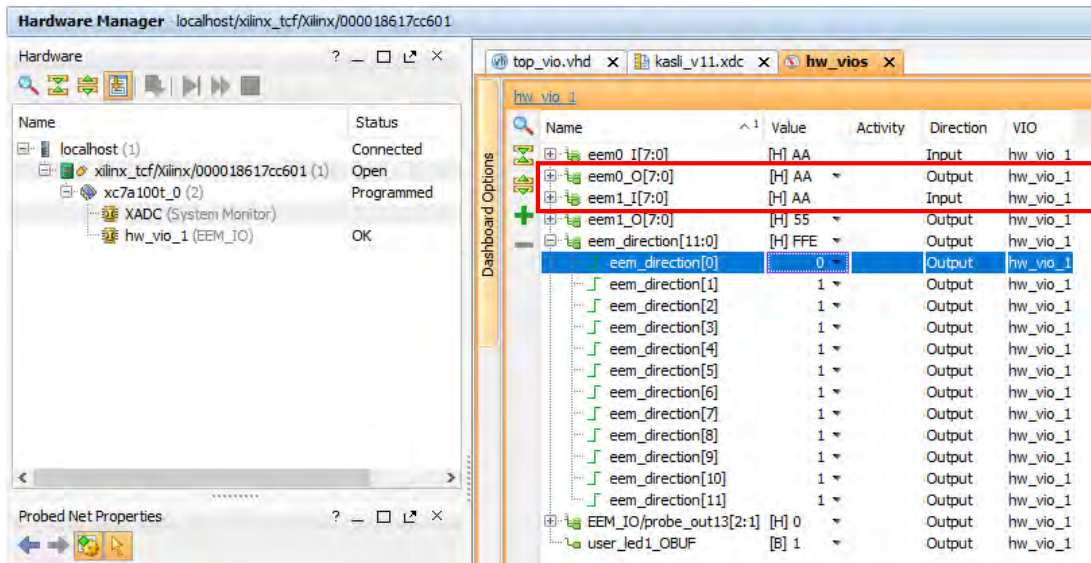 Hardware Manager localhost/xilinx_tcf/Xilinx/000018617cc601
Hardware ? _ □ ×
Name Status
localhost (1) Connected
xilinx_tcf/Xilinx/000018617cc601 (1) Open
xc7a100t_0 (2) Programmed
XADC (System Monitor)
hw_vio_1 (EEM_IO) OK
Probed Net Properties ? _ □ ×
top_vio.vhd × kasli_v11.xdc × hw_vios ×
hw_vio_1
Dashboard Options
Name ^1 Value Activity Direction VIO
eem0_I[7:0] [H] AA Input hw_vio_1
eem0_O[7:0] [H] AA Output hw_vio_1
eem1_I[7:0] [H] AA Input hw_vio_1
eem1_O[7:0] [H] 55 Output hw_vio_1
eem_direction[11:0] [H] FFE Output hw_vio_1
eem_direction[0] 0 Output hw_vio_1
eem_direction[1] 1 Output hw_vio_1
eem_direction[2] 1 Output hw_vio_1
eem_direction[3] 1 Output hw_vio_1
eem_direction[4] 1 Output hw_vio_1
eem_direction[5] 1 Output hw_vio_1
eem_direction[6] 1 Output hw_vio_1
eem_direction[7] 1 Output hw_vio_1
eem_direction[8] 1 Output hw_vio_1
eem_direction[9] 1 Output hw_vio_1
eem_direction[10] 1 Output hw_vio_1
eem_direction[11] 1 Output hw_vio_1
EEM_IO/probe_out13[2:1] [H] 0 Output hw_vio_1
user_led1_OBUF [B] 1 Output hw_vio_1